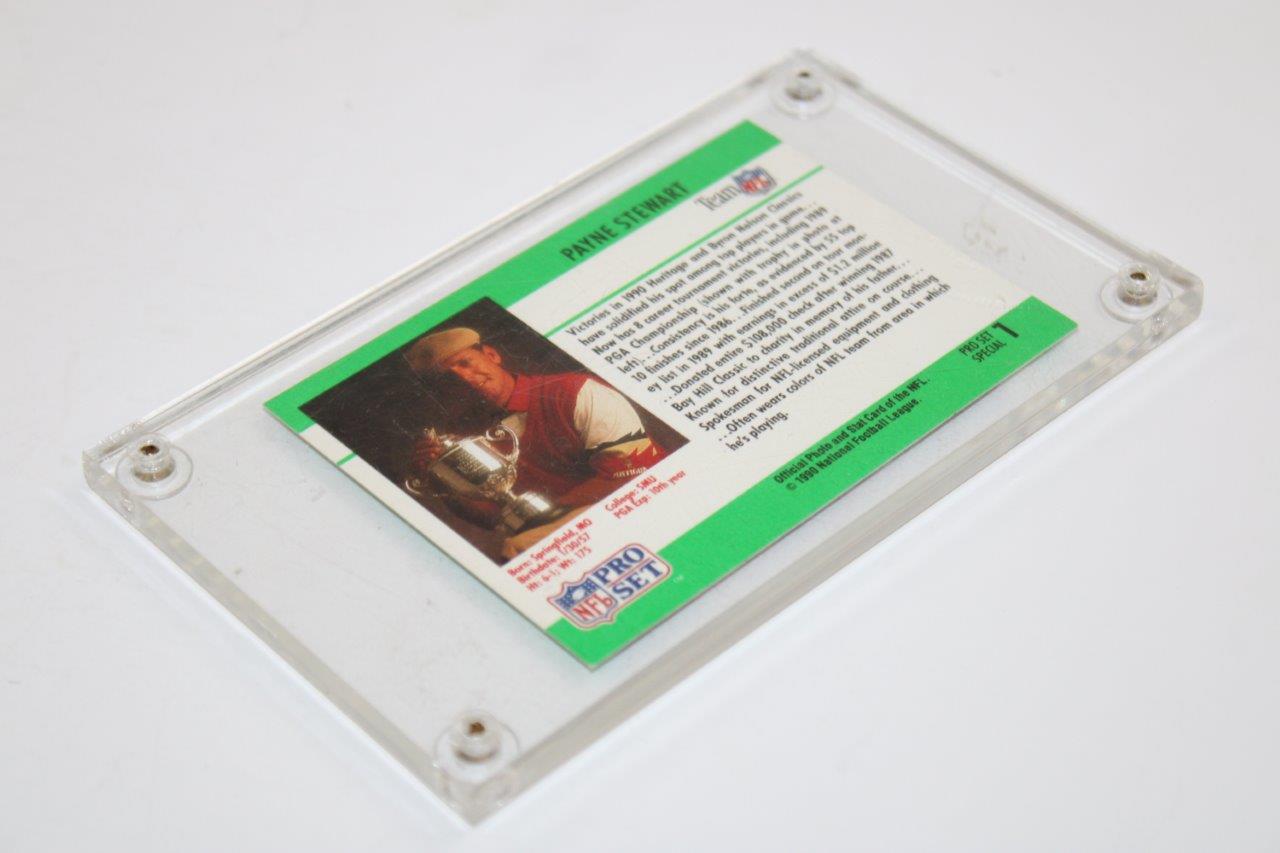 PAYNE STEWART
Team NFL
Victories in 1990 Heritage and Byron Nelson Classics
have solidified his spot among top players in game...
Now has 8 career tournament victories, including 1989
PGA Championship (shown with trophy in photo at
left)...Consistency is his forte, as evidenced by 55 top
10 finishes since 1986...Finished second on tour mon-
ey list in 1989 with earnings in excess of $1.2 million
...Donated entire $108,000 check after winning 1987
Bay Hill Classic to charity in memory of his father...
Known for distinctive traditional attire on course...
Spokesman for NFL-licensed equipment and clothing
...Often wears colors of NFL team from area in which
he's playing.
Born: Springfield, MO
Birthdate: 1/30/57
Ht: 6-1; Wt: 175
College: SMU
PGA Exp: 10th year
NFL PRO SET
TM
Official Photo and Stat Card of the NFL.
© 1990 National Football League.
PRO SET
SPECIAL 1